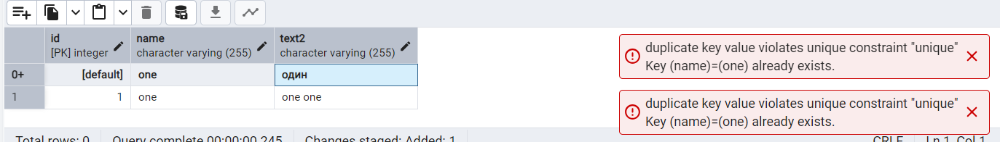 id
[PK] integer
name
character varying (255)
text2
character varying (255)
0+
[default]
one
один
1
1
one
one one
duplicate key value violates unique constraint "unique"
Key (name)=(one) already exists.
duplicate key value violates unique constraint "unique"
Key (name)=(one) already exists.
Total rows: 0
Query complete 00:00:00.245
Changes staged: Added: 1
CRLF
Ln 1, Col 1